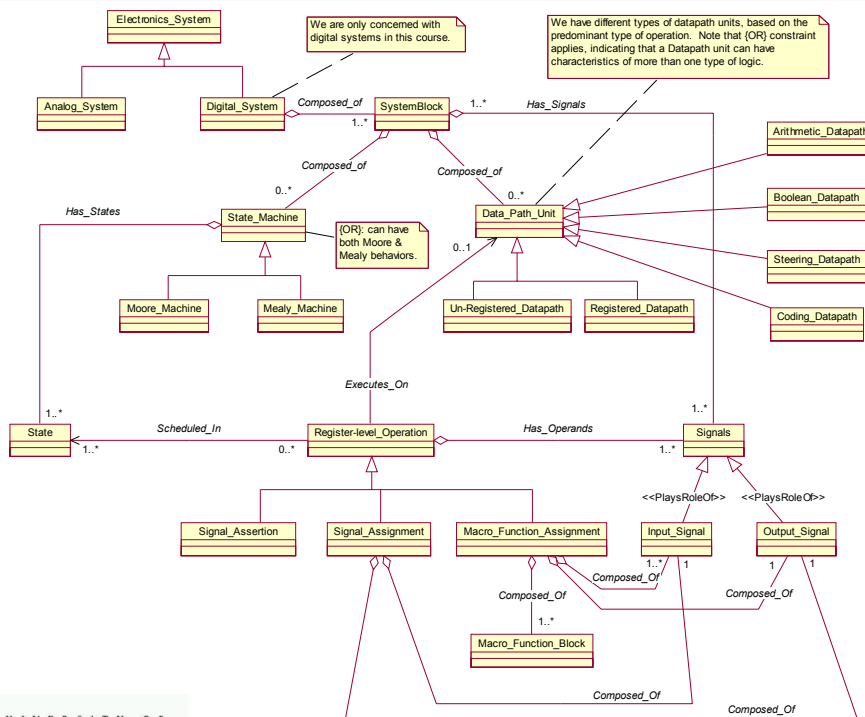 Electronics_System
We are only concerned with
digital systems in this course.
We have different types of datapath units, based on the
predominant type of operation. Note that {OR} constraint
applies, indicating that a Datapath unit can have
characteristics of more than one type of logic.
Analog_System
Digital_System
Composed_of
1..*
SystemBlock
1..*
Has_Signals
Arithmetic_Datapath
Composed_of
Composed_of
0..*
0..*
Boolean_Datapath
Has_States
State_Machine
{OR}: can have
both Moore &
Mealy behaviors.
Data_Path_Unit
0..1
Steering_Datapath
Moore_Machine
Mealy_Machine
Un-Registered_Datapath
Registered_Datapath
Coding_Datapath
Executes_On
1..*
1..*
State
Scheduled_In
1..*
0..*
Register-level_Operation
Has_Operands
1..*
Signals
<<PlaysRoleOf>>
<<PlaysRoleOf>>
Signal_Assertion
Signal_Assignment
Macro_Function_Assignment
Input_Signal
Output_Signal
1..*
1
1
1
Composed_Of
Composed_Of
Composed_Of
1..*
Macro_Function_Block
Composed_Of
Composed_Of